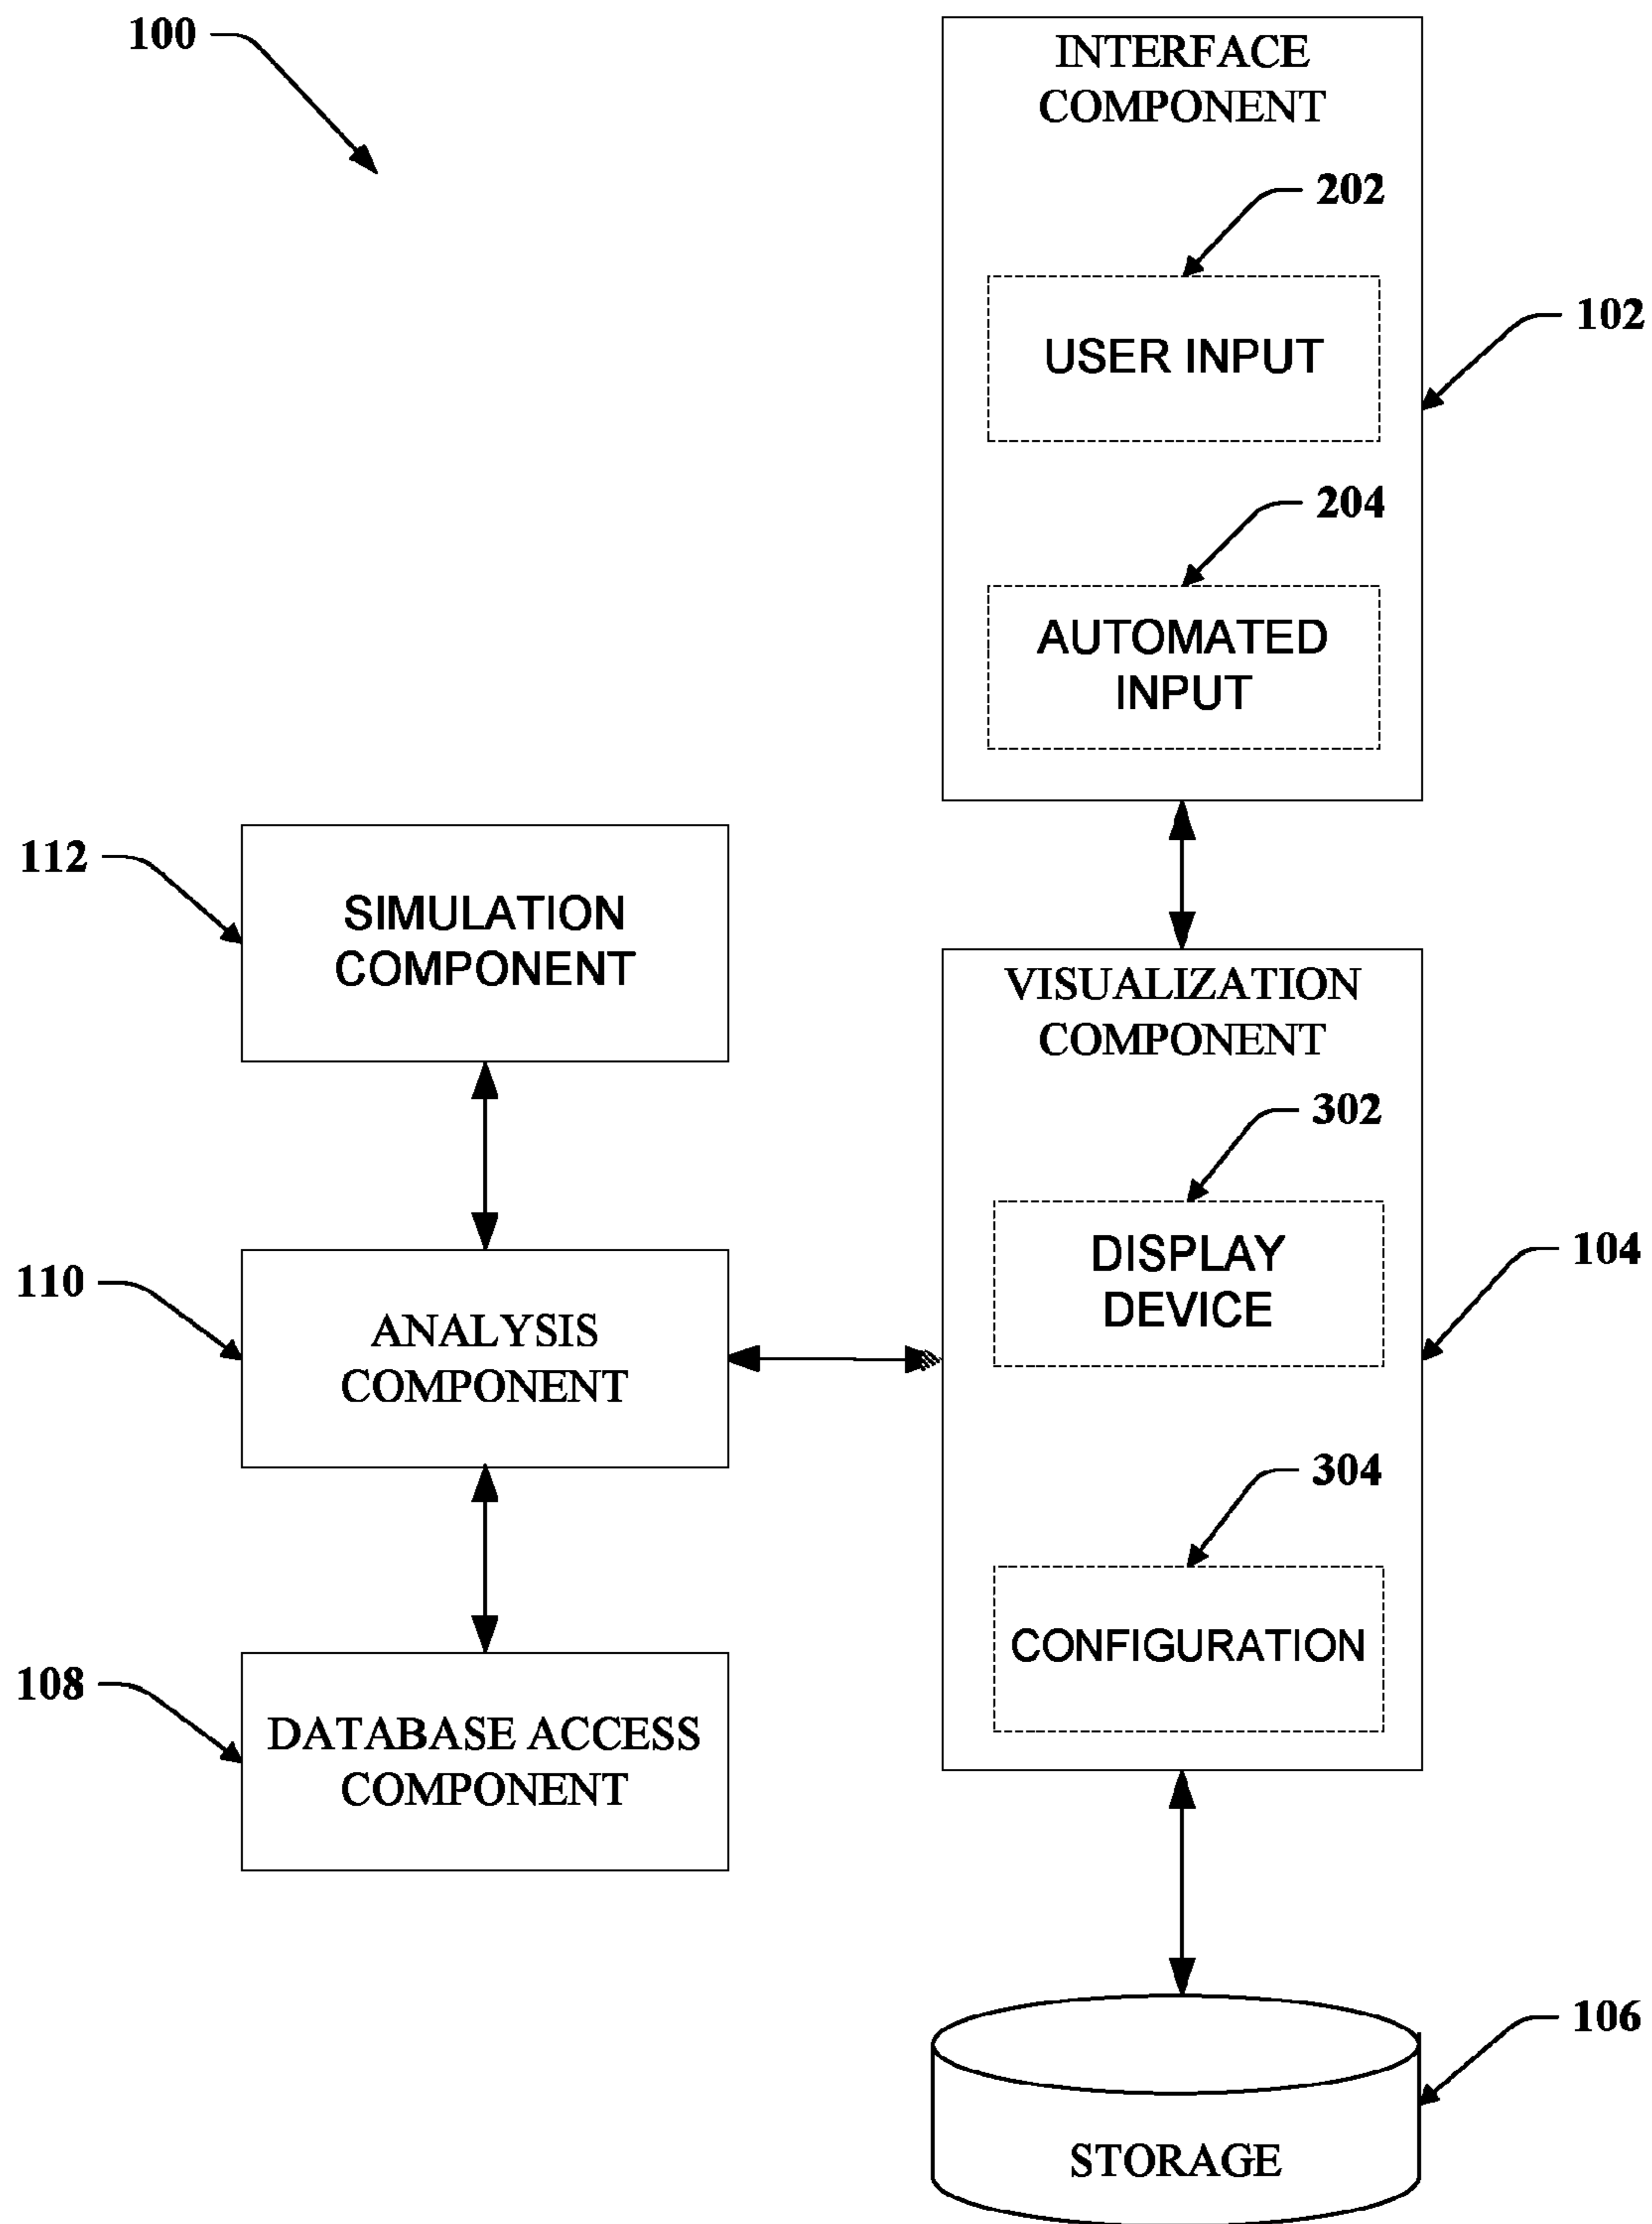 100
INTERFACE
COMPONENT
202
USER INPUT
102
204
AUTOMATED
INPUT
112
SIMULATION
COMPONENT
VISUALIZATION
COMPONENT
302
DISPLAY
DEVICE
104
110
ANALYSIS
COMPONENT
304
CONFIGURATION
108
DATABASE ACCESS
COMPONENT
106
STORAGE